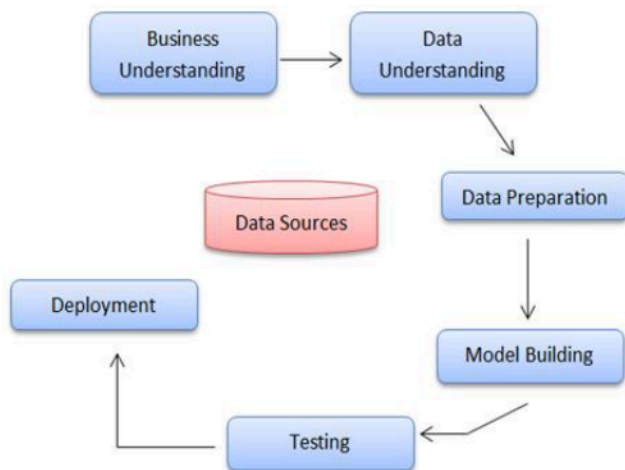 Business
Understanding
Data
Understanding
Data Preparation
Data Sources
Deployment
Model Building
Testing